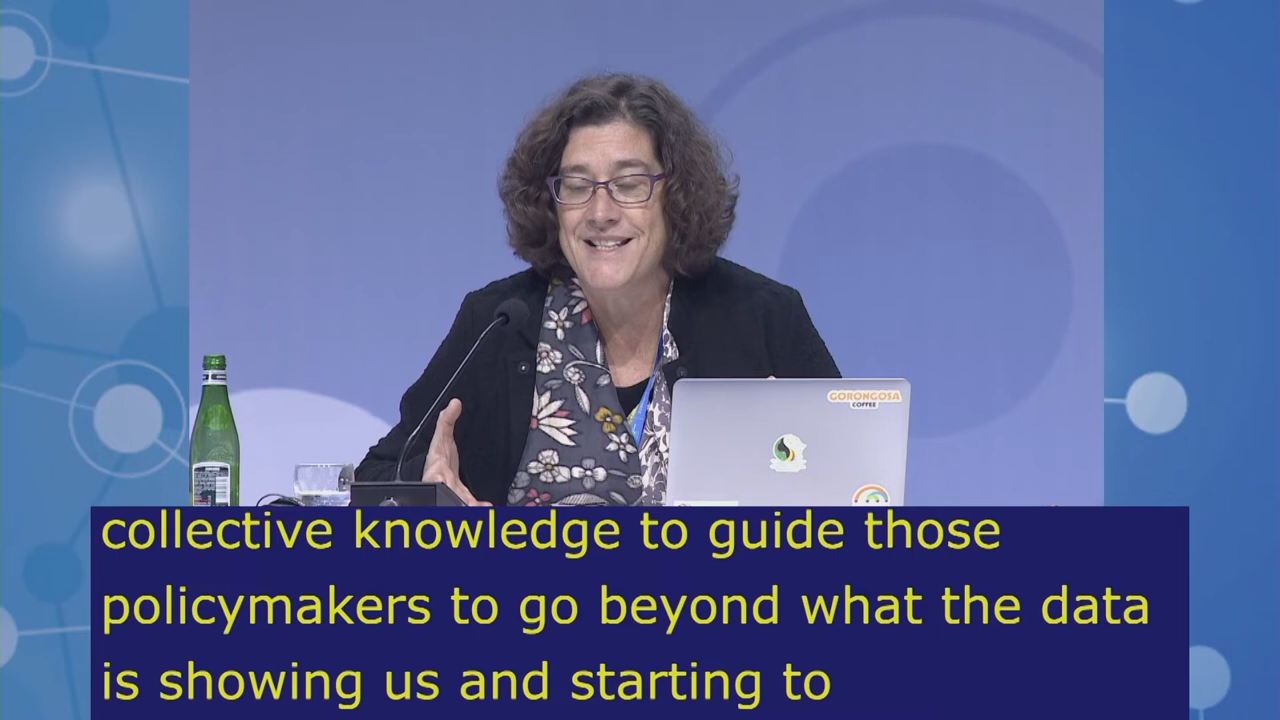 GORONGOSA
COFFEE
collective knowledge to guide those
policymakers to go beyond what the data
is showing us and starting to